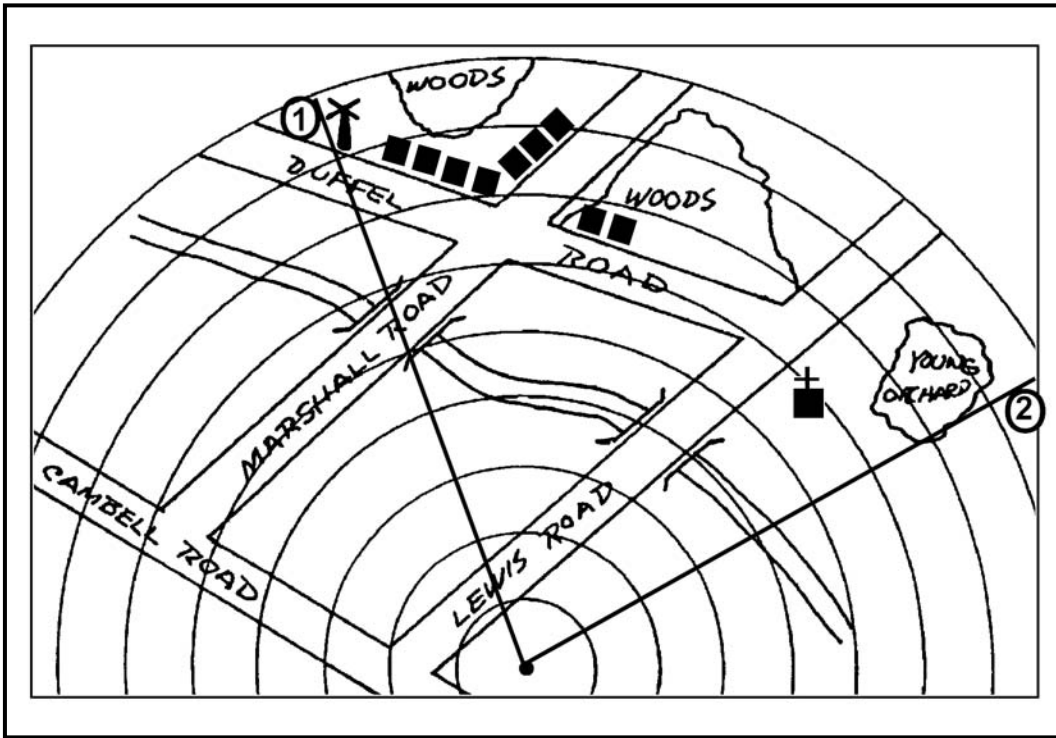 WOODS
1
DUFFEL
WOODS
ROAD
MARSHALL ROAD
YOUNG
ORCHARD
2
CAMBELL ROAD
LEWIS ROAD